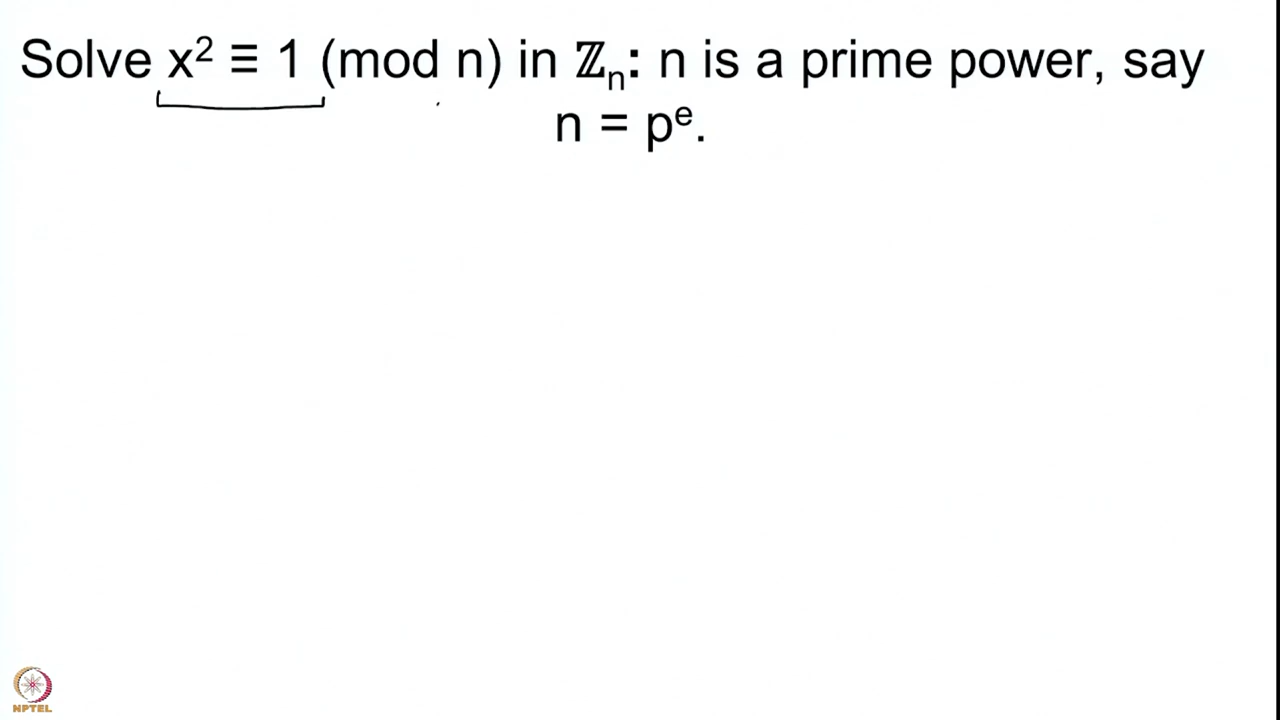 Solve x² ≡ 1 (mod n) in ℤₙ: n is a prime power, say
n = pᵉ.
NPTEL